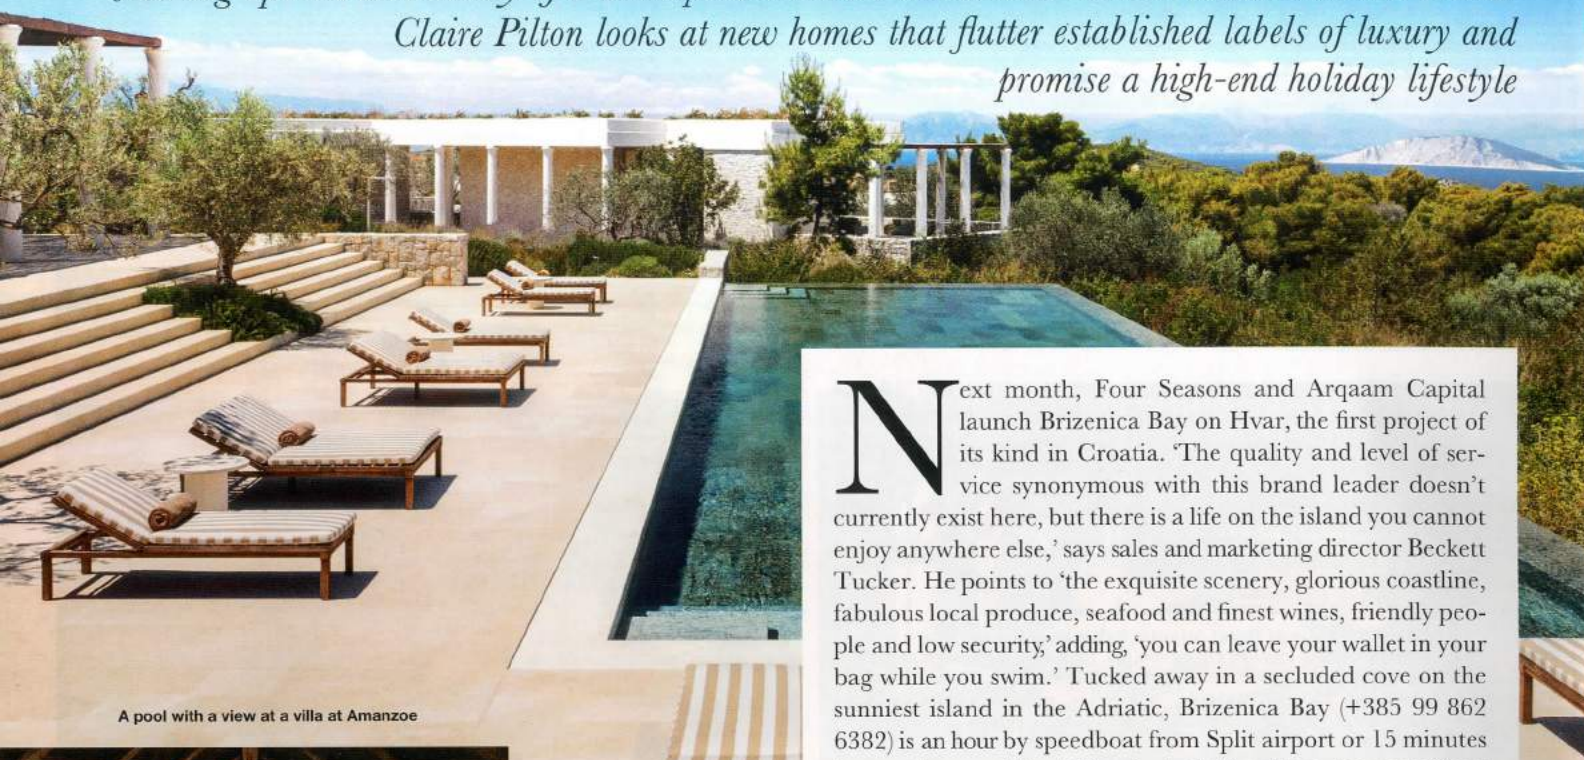 Claire Pilton looks at new homes that flutter established labels of luxury and
promise a high-end holiday lifestyle
Next month, Four Seasons and Arqaam Capital
launch Brizenica Bay on Hvar, the first project of
its kind in Croatia. ‘The quality and level of ser-
vice synonymous with this brand leader doesn’t
currently exist here, but there is a life on the island you cannot
enjoy anywhere else,’ says sales and marketing director Beckett
Tucker. He points to ‘the exquisite scenery, glorious coastline,
fabulous local produce, seafood and finest wines, friendly peo-
ple and low security,’ adding, ‘you can leave your wallet in your
bag while you swim.’ Tucked away in a secluded cove on the
sunniest island in the Adriatic, Brizenica Bay (+385 99 862
6382) is an hour by speedboat from Split airport or 15 minutes
A pool with a view at a villa at Amanzoe